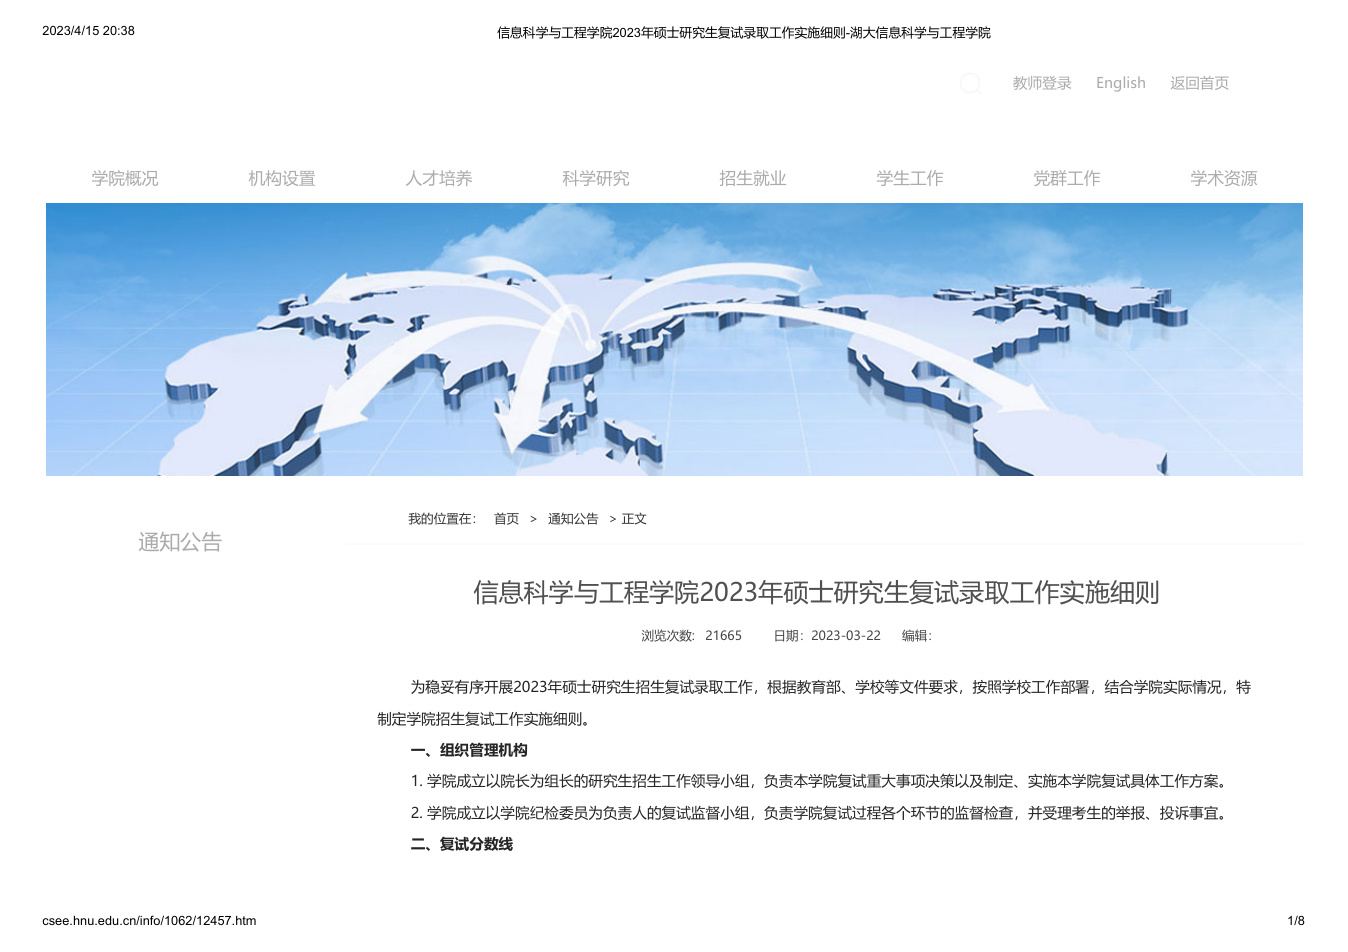 2023/4/15 20:38
信息科学与工程学院2023年硕士研究生复试录取工作实施细则-湖大信息科学与工程学院
教师登录 English 返回首页
学院概况 机构设置 人才培养 科学研究 招生就业 学生工作 党群工作 学术资源
我的位置在： 首页 > 通知公告 > 正文
通知公告
信息科学与工程学院2023年硕士研究生复试录取工作实施细则
浏览次数: 21665 日期：2023-03-22 编辑：
为稳妥有序开展2023年硕士研究生招生复试录取工作，根据教育部、学校等文件要求，按照学校工作部署，结合学院实际情况，特
制定学院招生复试工作实施细则。
一、组织管理机构
1. 学院成立以院长为组长的研究生招生工作领导小组，负责本学院复试重大事项决策以及制定、实施本学院复试具体工作方案。
2. 学院成立以学院纪检委员为负责人的复试监督小组，负责学院复试过程各个环节的监督检查，并受理考生的举报、投诉事宜。
二、复试分数线
csee.hnu.edu.cn/info/1062/12457.htm
1/8